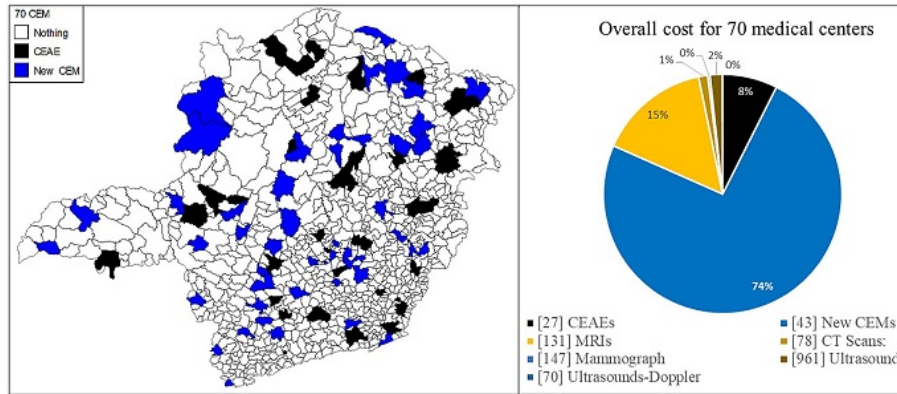 70 CEM
Nothing
CEAE
New CEM
Overall cost for 70 medical centers
1%
0%
2%
0%
8%
15%
74%
[27] CEAEs
[43] New CEMs
[131] MRIs
[78] CT Scans:
[147] Mammograph
[961] Ultrasound
[70] Ultrasounds-Doppler